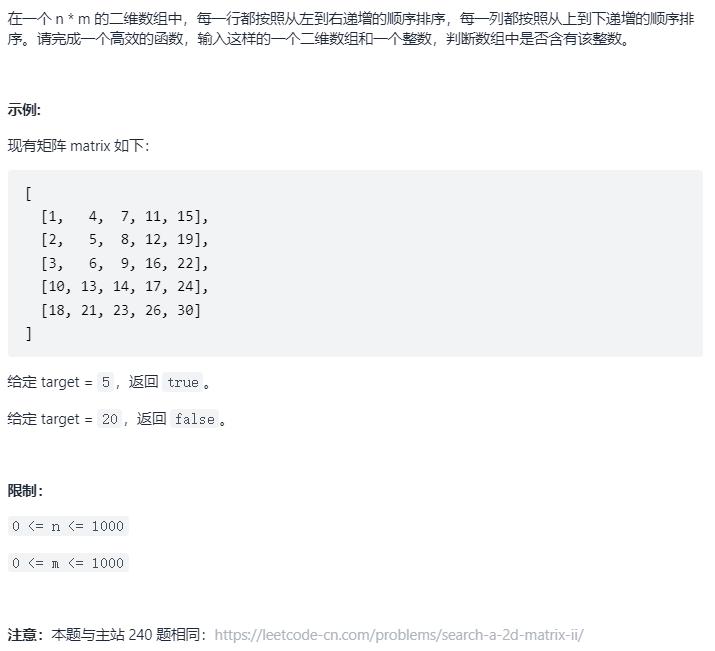 在一个 n * m 的二维数组中，每一行都按照从左到右递增的顺序排序，每一列都按照从上到下递增的顺序排
序。请完成一个高效的函数，输入这样的一个二维数组和一个整数，判断数组中是否含有该整数。
示例:
现有矩阵 matrix 如下：
[
[1,   4,  7, 11, 15],
[2,   5,  8, 12, 19],
[3,   6,  9, 16, 22],
[10, 13, 14, 17, 24],
[18, 21, 23, 26, 30]
]
给定 target = 5，返回 true。
给定 target = 20，返回 false。
限制：
0 <= n <= 1000
0 <= m <= 1000
注意：本题与主站 240 题相同：https://leetcode-cn.com/problems/search-a-2d-matrix-ii/